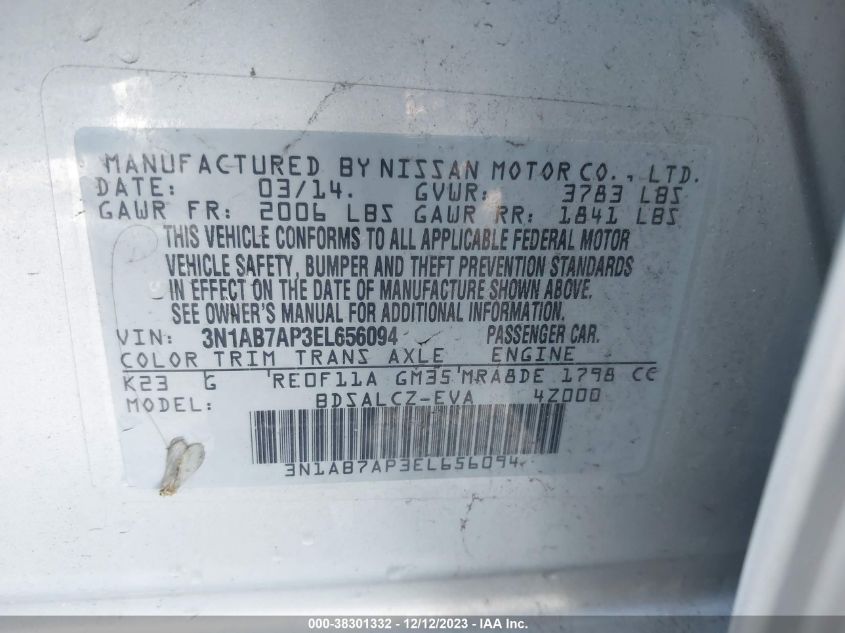 MANUFACTURED BY NISSAN MOTOR CO., LTD.
DATE: 03/14. GVWR: 3783 LBS
GAWR FR: 2006 LBS GAWR RR: 1841 LBS
THIS VEHICLE CONFORMS TO ALL APPLICABLE FEDERAL MOTOR
VEHICLE SAFETY, BUMPER AND THEFT PREVENTION STANDARDS
IN EFFECT ON THE DATE OF MANUFACTURE SHOWN ABOVE.
SEE OWNER'S MANUAL FOR ADDITIONAL INFORMATION.
VIN: 3N1AB7AP3EL656094 PASSENGER CAR.
COLOR TRIM TRANS AXLE ENGINE
K23 G RE0F11A GM35 MRA8DE 1798 CC
MODEL: BDSALCZ-EVA 4Z000
3N1AB7AP3EL656094
000-38301332 - 12/12/2023 - IAA Inc.